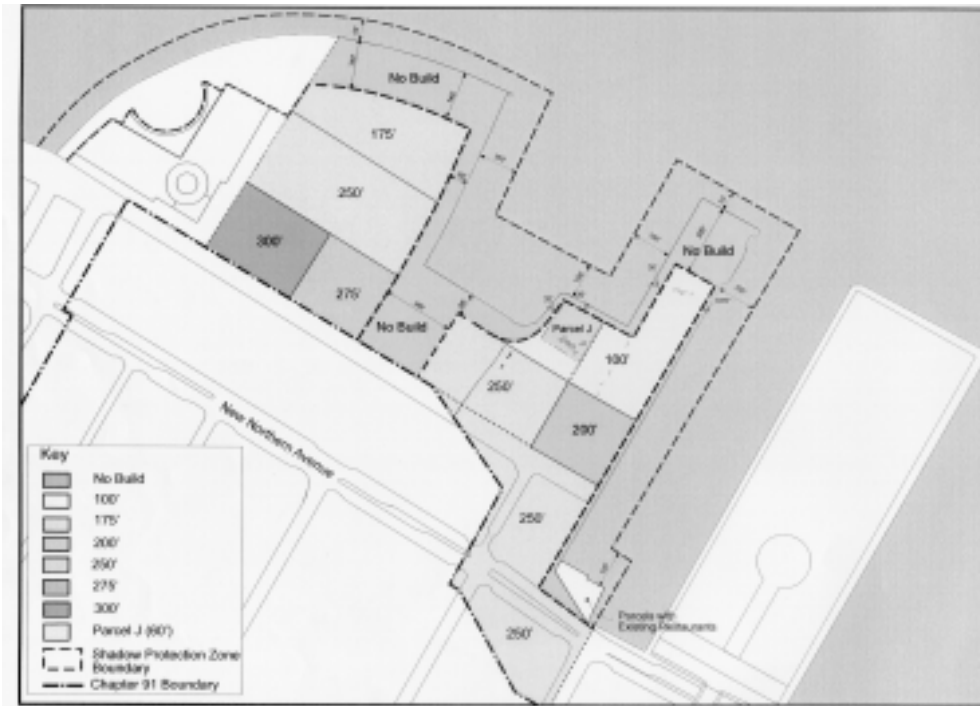 No Build
175'
250'
300'
275'
No Build
No Build
Parcel J
100'
250'
200'
250'
250'
New Northern Avenue
Parcels with
Existing Restaurants
Key
No Build
100'
175'
200'
250'
275'
300'
Parcel J (60')
Shadow Protection Zone
Boundary
Chapter 91 Boundary